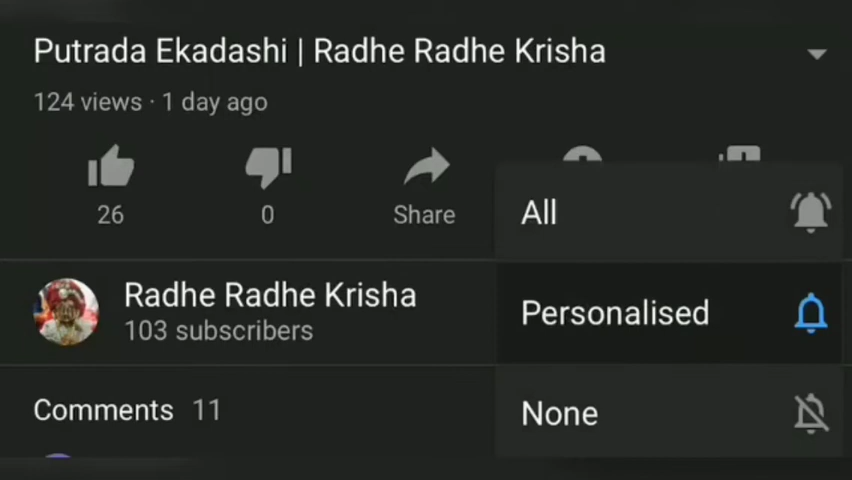 Putrada Ekadashi | Radhe Radhe Krisha
124 views · 1 day ago
26
0
Share
All
Radhe Radhe Krisha
103 subscribers
Personalised
Comments 11
None